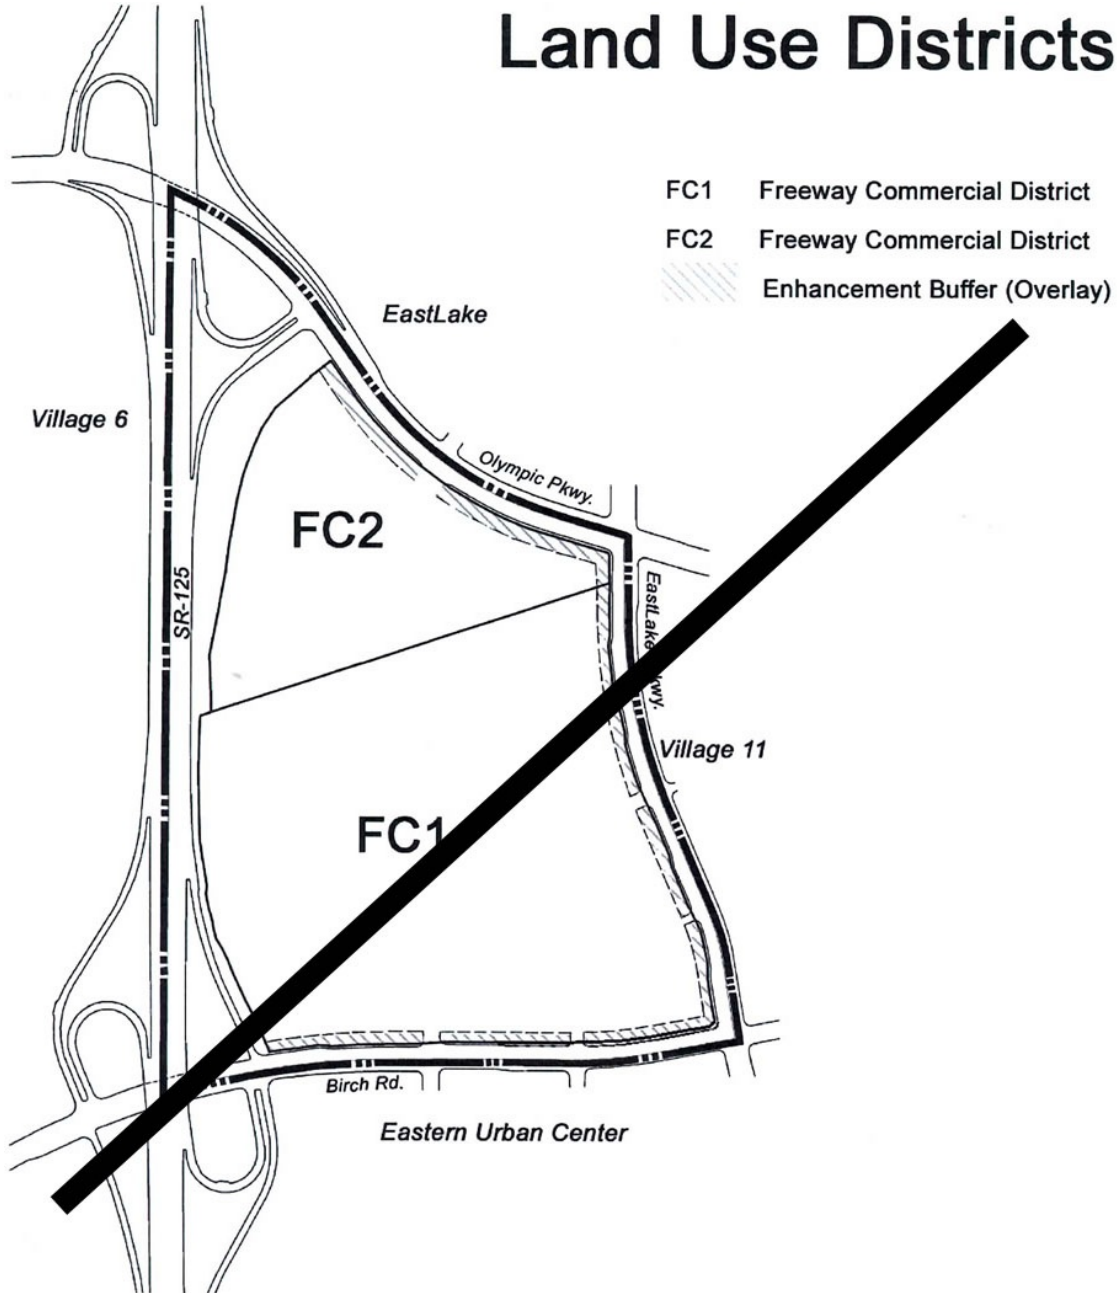 Land Use Districts
FC1 Freeway Commercial District
FC2 Freeway Commercial District
Enhancement Buffer (Overlay)
EastLake
Village 6
Olympic Pkwy.
FC2
SR-125
EastLake
Village 11
FC1
Birch Rd.
Eastern Urban Center